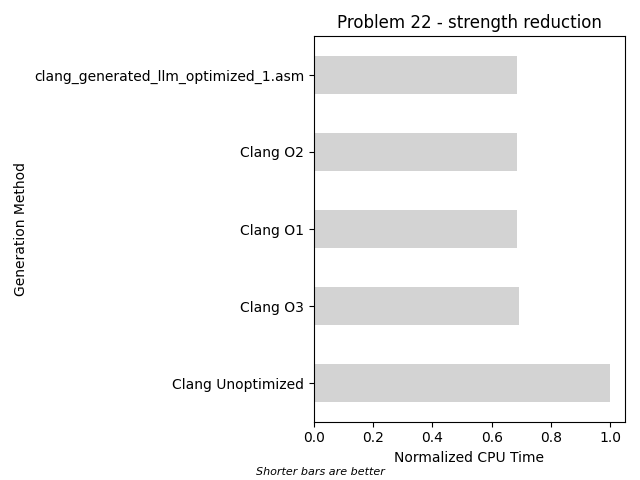 Problem 22 - strength reduction
Generation Method
clang_generated_llm_optimized_1.asm
Clang O2
Clang O1
Clang O3
Clang Unoptimized
0.0 0.2 0.4 0.6 0.8 1.0
Normalized CPU Time
Shorter bars are better